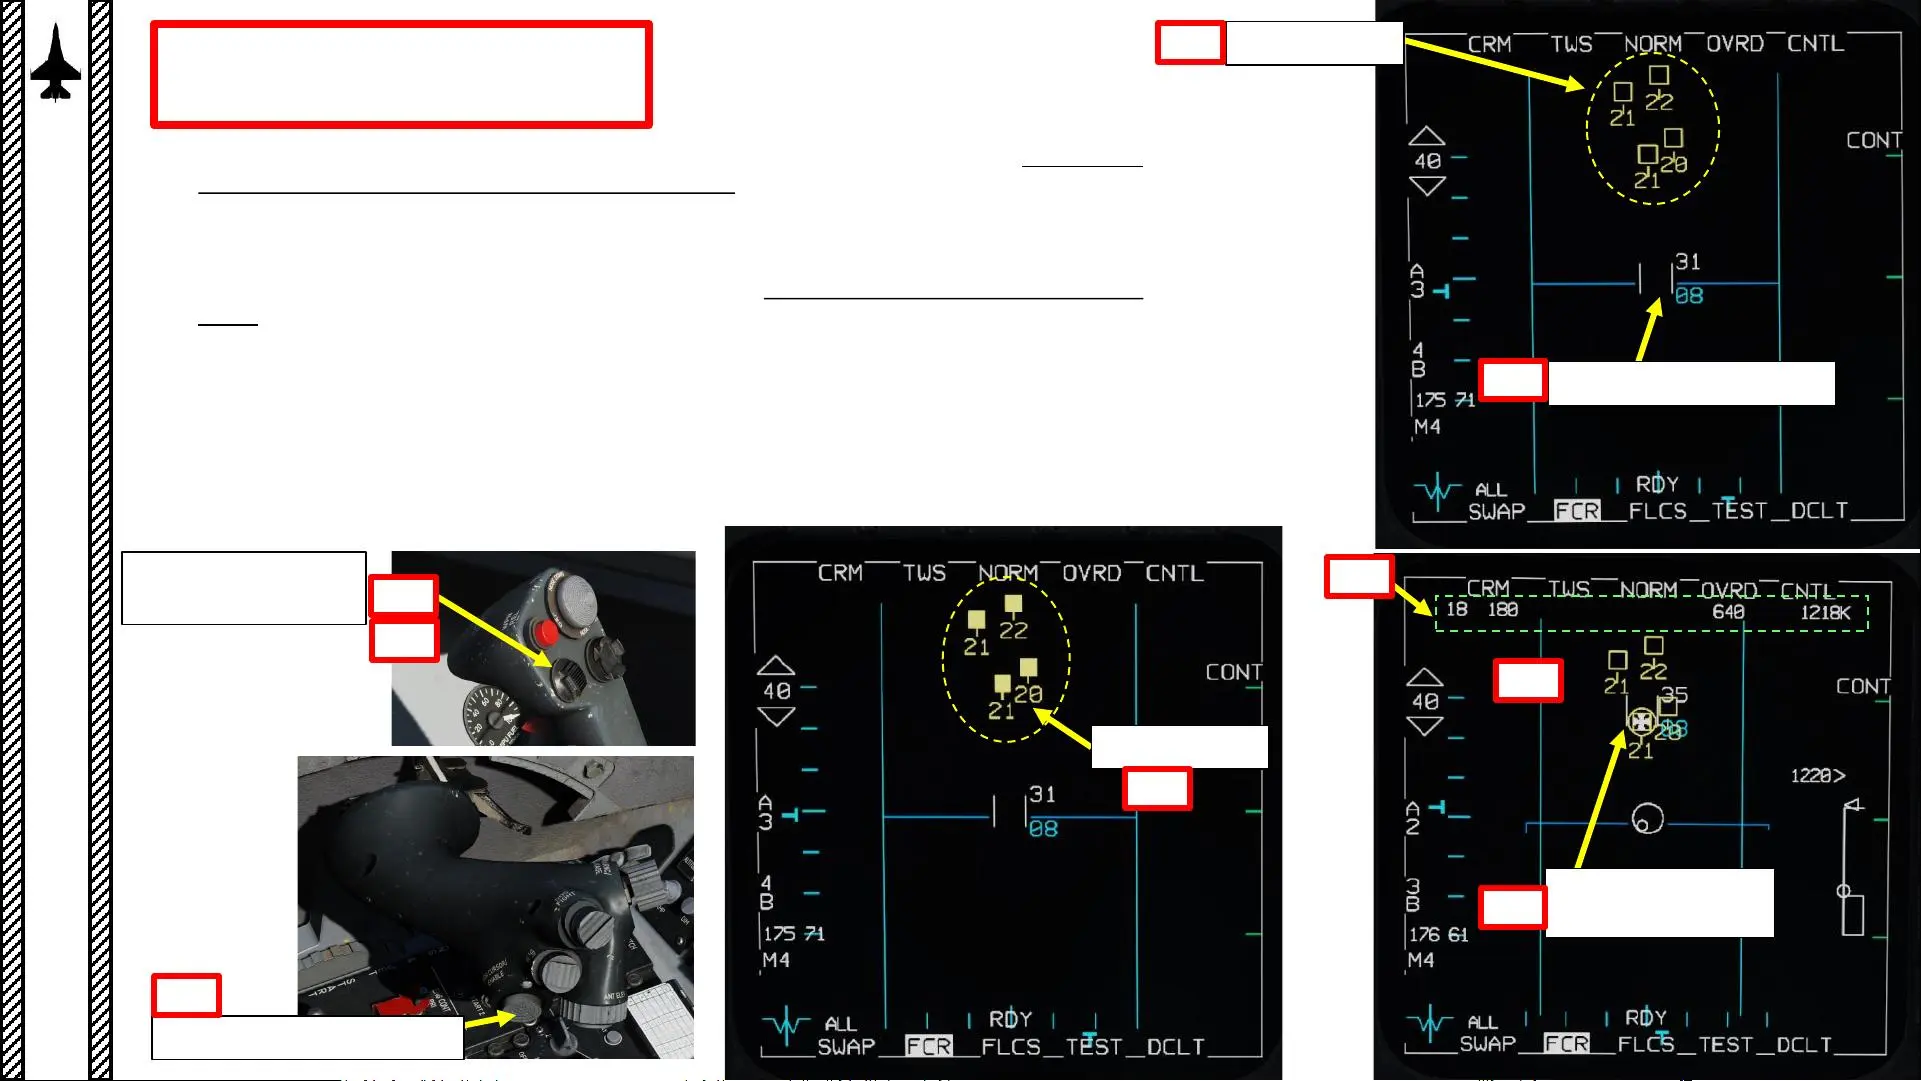 CRM TWS NORM OVRD CNTL
22
21
CONT
40
20
21
31
A
3
08
4
B
175 71
M4
ALL RDY
SWAP FCR FLCS TEST DCLT
CRM TWS NORM OVRD CNTL
22
21
CONT
40
20
21
31
A
3
08
4
B
175 71
M4
ALL RDY
SWAP FCR FLCS TEST DCLT
CRM TWS NORM OVRD CNTL
18 180 640 1218K
22
21
CONT
35
40
21
1220>
A
2
3
B
176 61
M4
ALL RDY
SWAP FCR FLCS TEST DCLT
START
ANT ELEV